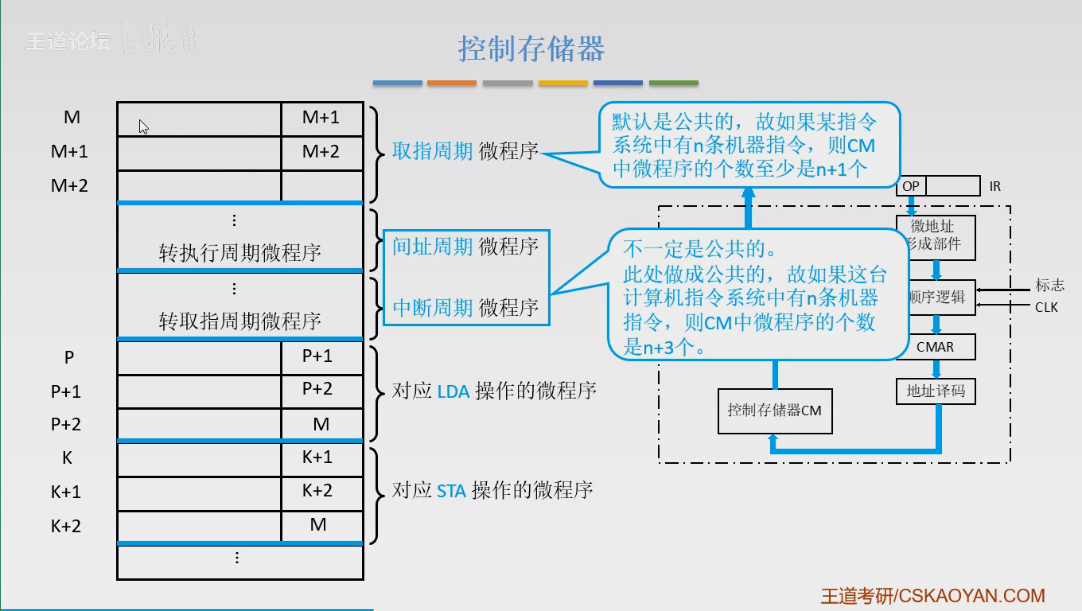 王道论坛
控制存储器
M
M+1
M+1
M+2
M+2
取指周期 微程序
默认是公共的，故如果某指令
系统中有n条机器指令，则CM
中微程序的个数至少是n+1个
⋮
转执行周期微程序
间址周期 微程序
⋮
转取指周期微程序
中断周期 微程序
不一定是公共的。
此处做成公共的，故如果这台
计算机指令系统中有n条机器
指令，则CM中微程序的个数
是n+3个。
P
P+1
P+1
P+2
P+2
M
对应 LDA 操作的微程序
K
K+1
K+1
K+2
K+2
M
对应 STA 操作的微程序
⋮
OP
IR
微地址
形成部件
顺序逻辑
标志
CLK
CMAR
地址译码
控制存储器CM
王道考研/CSKAOYAN.COM